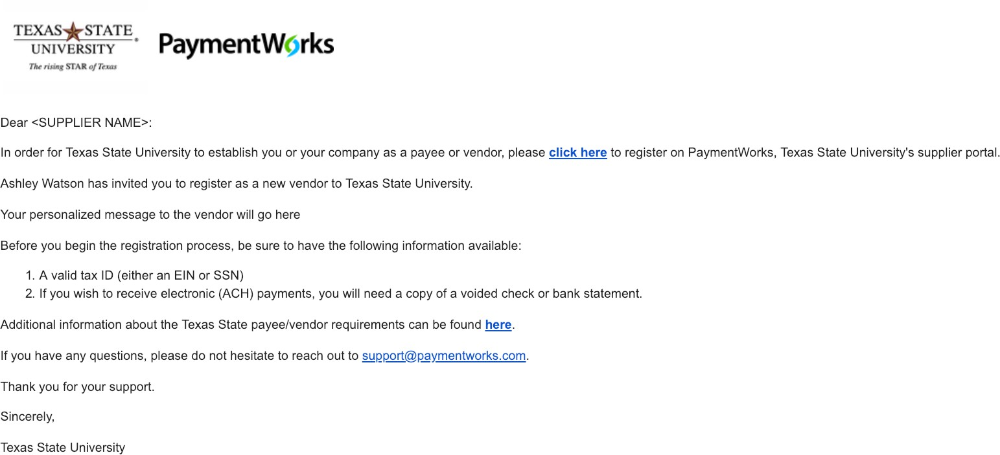 TEXAS STATE
UNIVERSITY
The rising STAR of Texas
PaymentWorks
Dear <SUPPLIER NAME>:
In order for Texas State University to establish you or your company as a payee or vendor, please click here to register on PaymentWorks, Texas State University's supplier portal.
Ashley Watson has invited you to register as a new vendor to Texas State University.
Your personalized message to the vendor will go here
Before you begin the registration process, be sure to have the following information available:
1. A valid tax ID (either an EIN or SSN)
2. If you wish to receive electronic (ACH) payments, you will need a copy of a voided check or bank statement.
Additional information about the Texas State payee/vendor requirements can be found here.
If you have any questions, please do not hesitate to reach out to support@paymentworks.com.
Thank you for your support.
Sincerely,
Texas State University